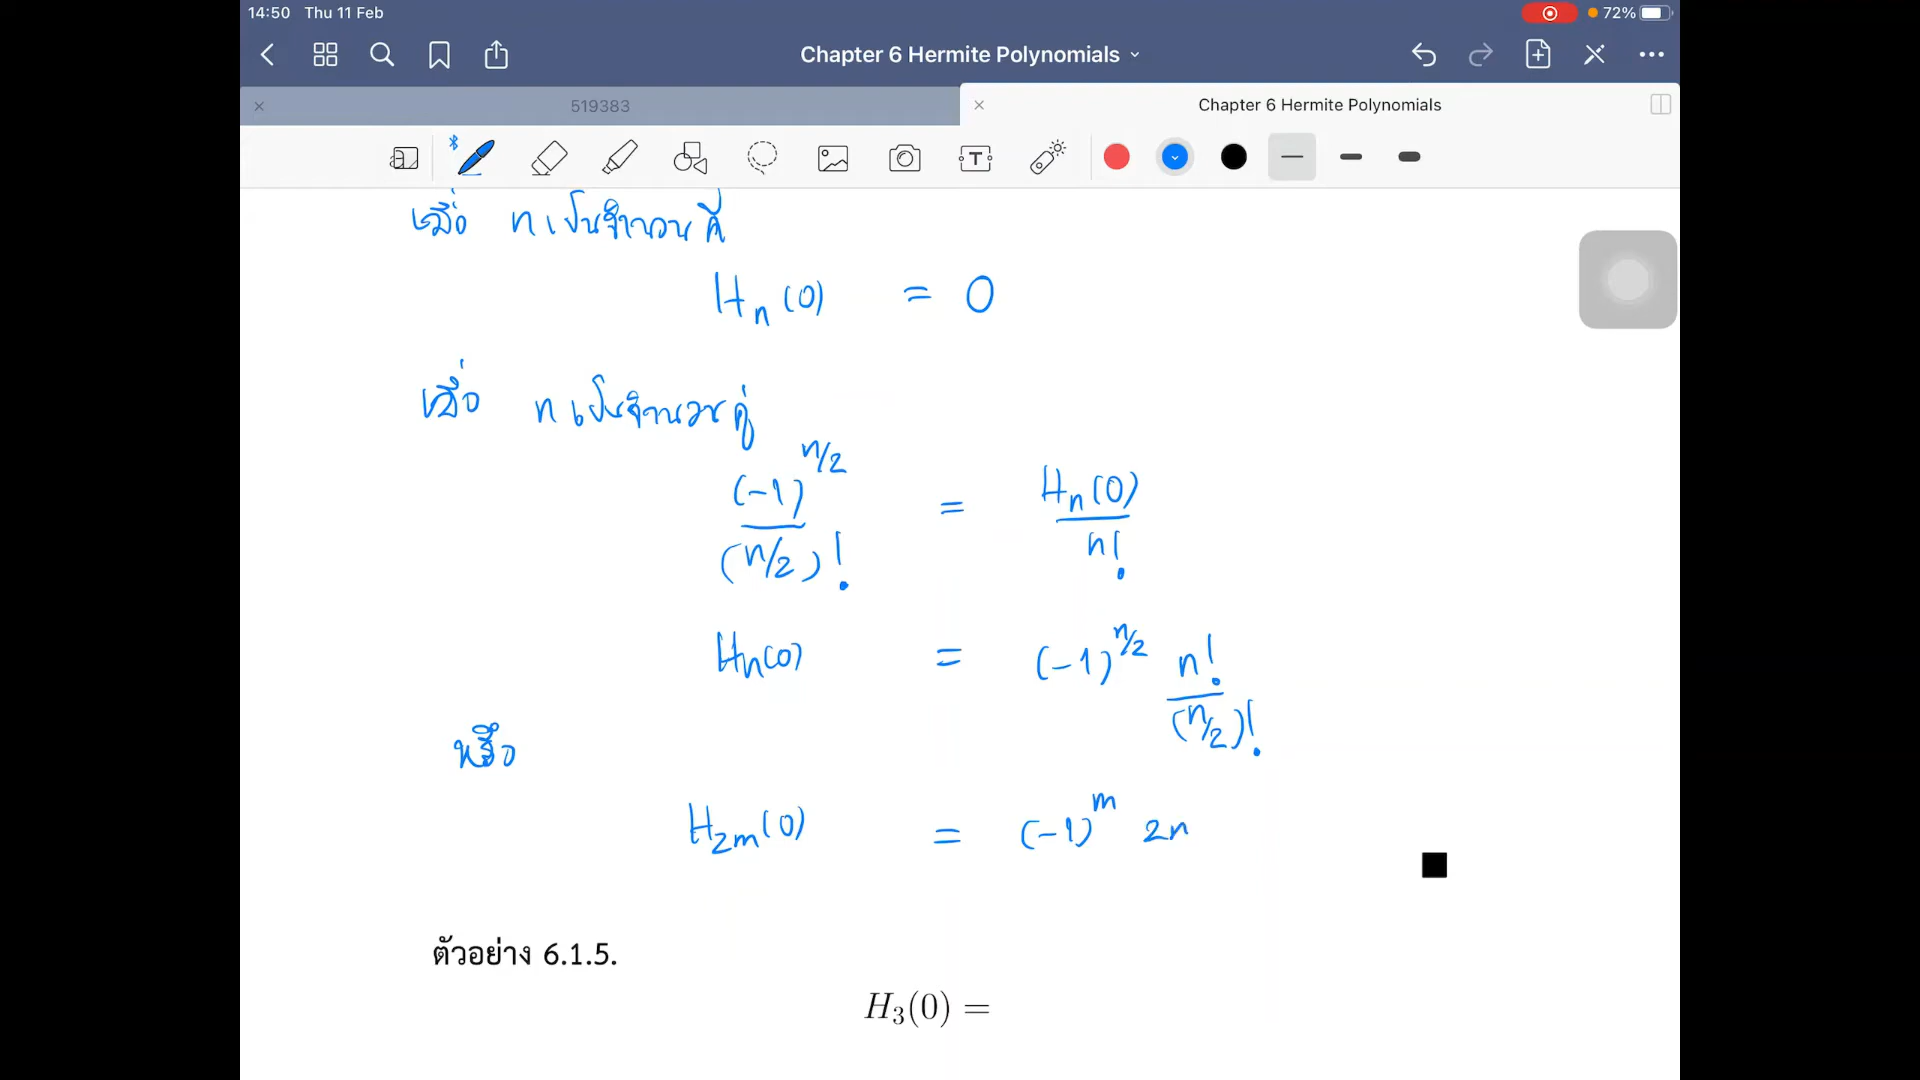 14:50 Thu 11 Feb 72%
Chapter 6 Hermite Polynomials
519383
Chapter 6 Hermite Polynomials
T
เมื่อ n เป็นจำนวนคี่
Hₙ(0) = 0
เมื่อ n เป็นจำนวนคู่
(-1)^(n/2) / (n/2)! = Hₙ(0) / n!
Hₙ(0) = (-1)^(n/2) n! / (n/2)!
หรือ
H₂ₘ(0) = (-1)^m 2n
ตัวอย่าง 6.1.5.
H₃(0) =